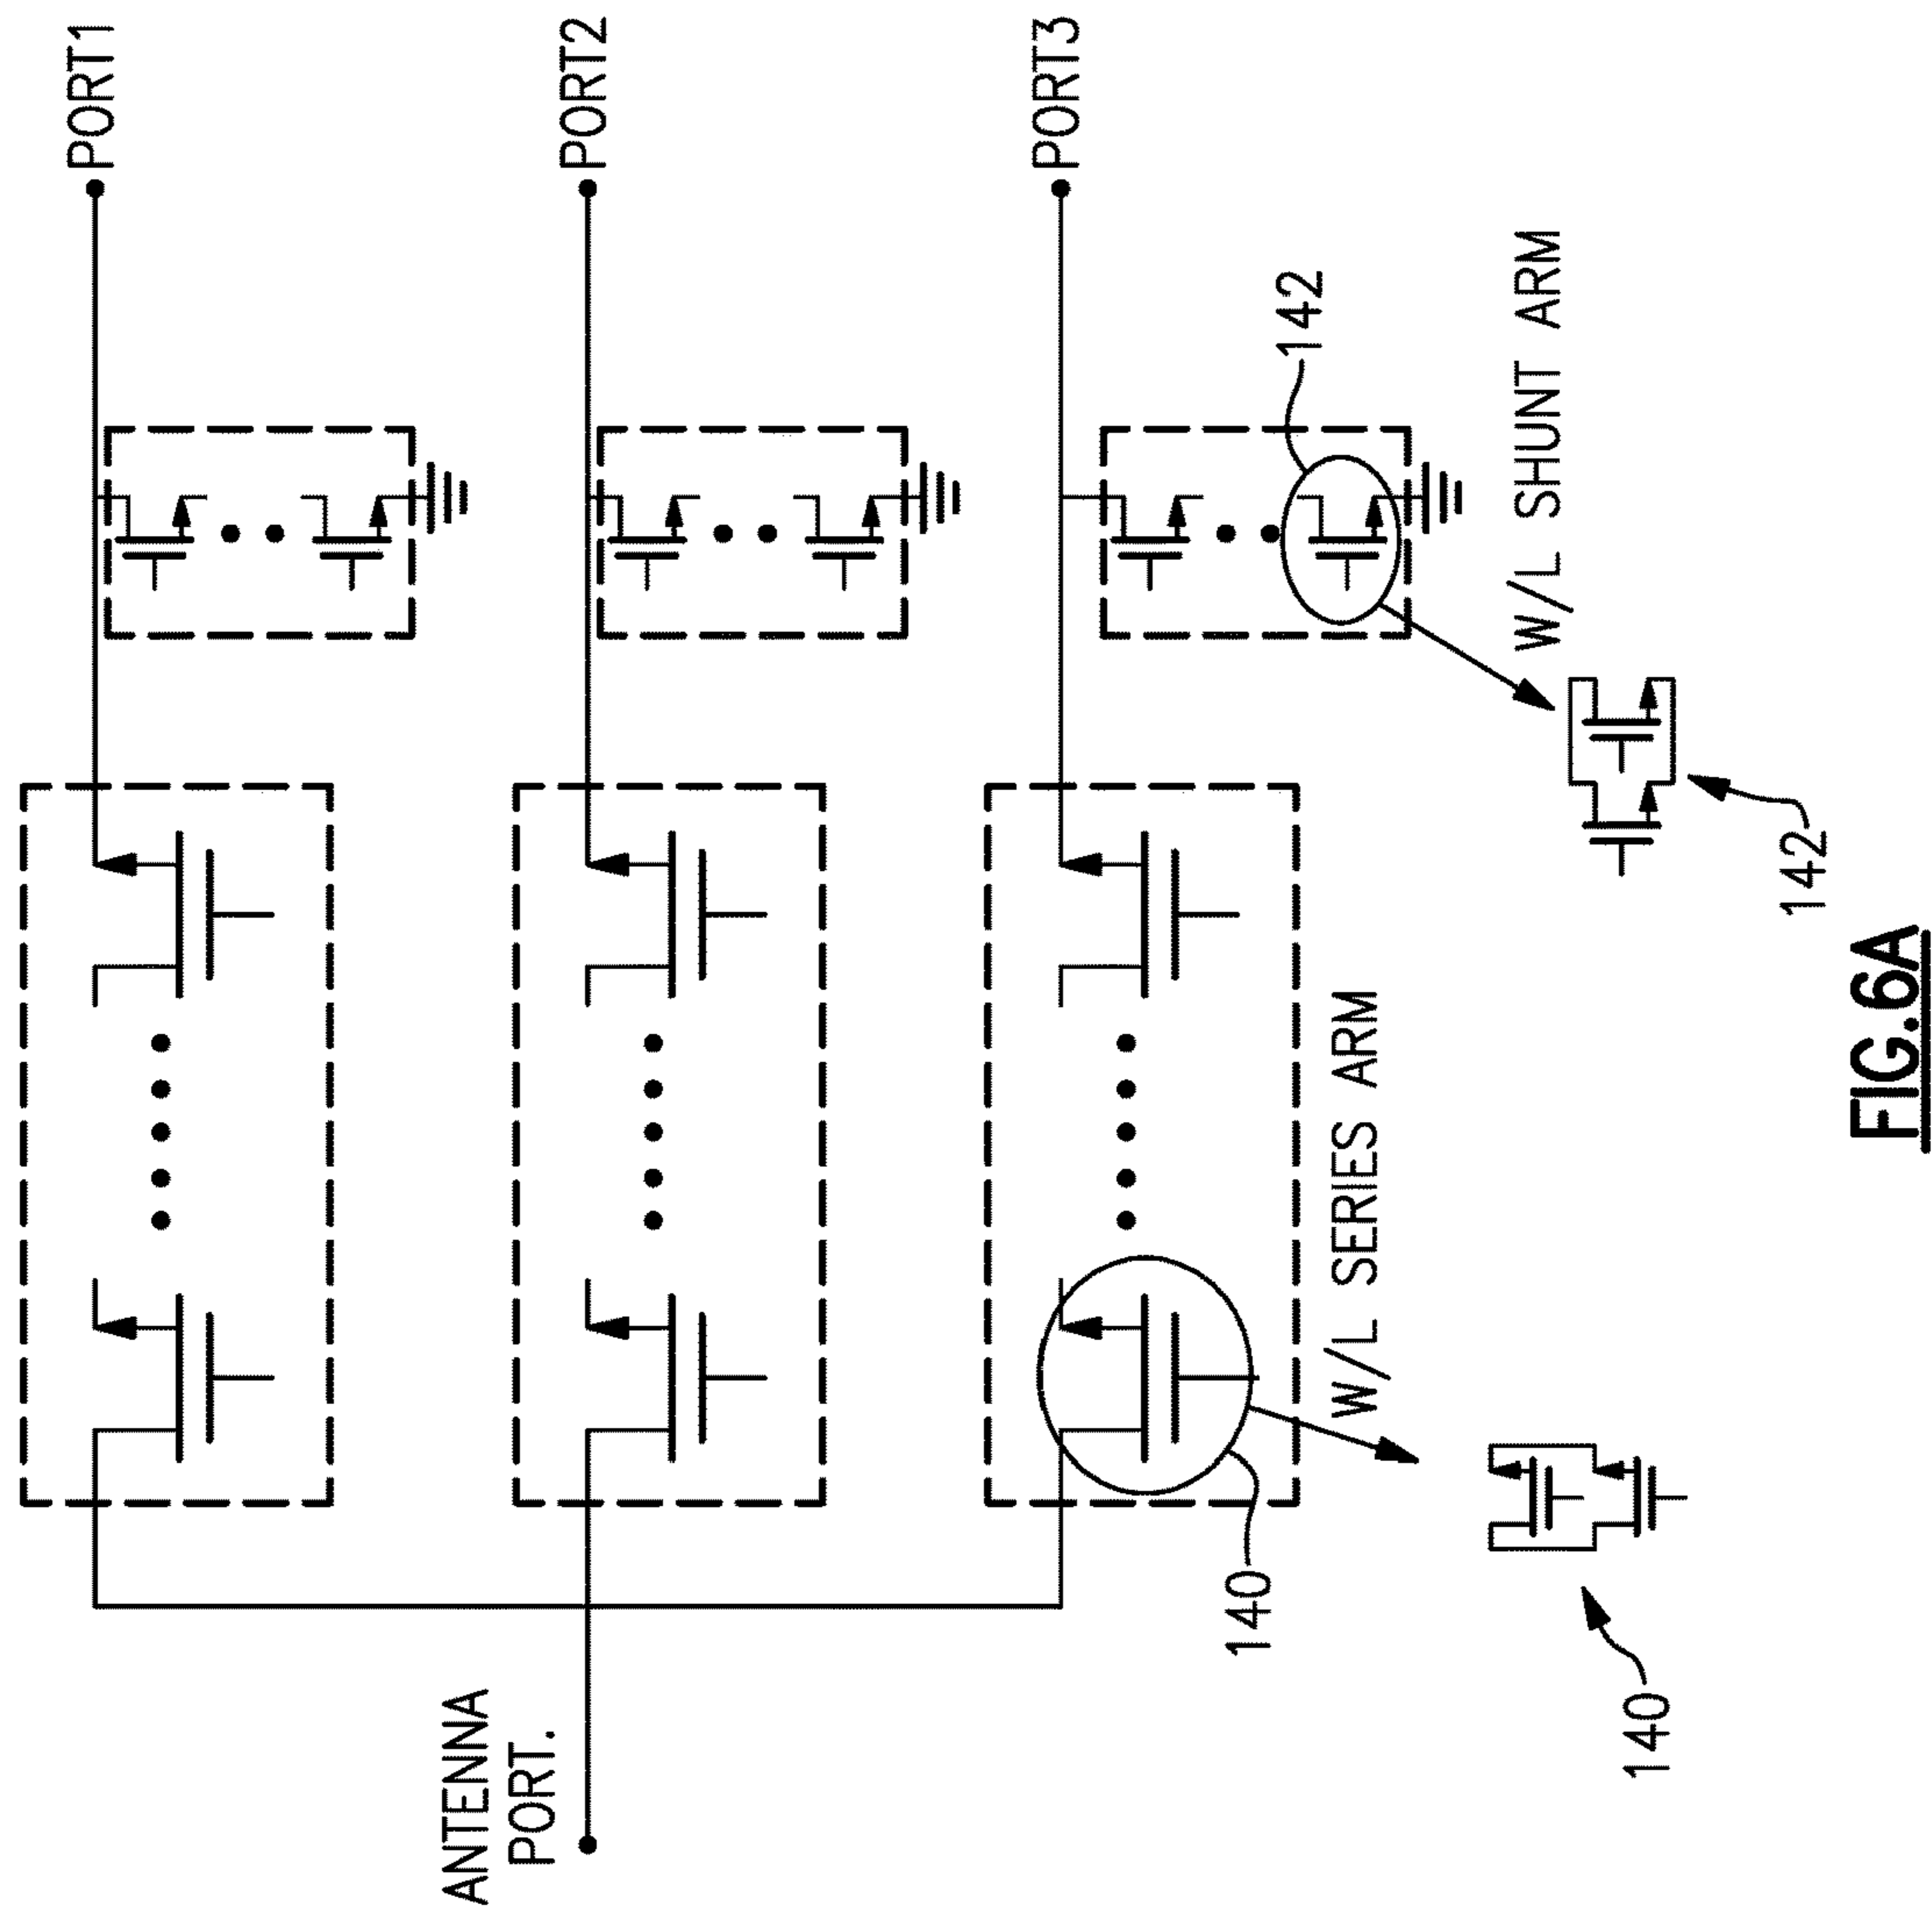 ANTENNA
PORT.
PORT1
PORT2
PORT3
140
W/L SERIES ARM
142
W/L SHUNT ARM
140
142
FIG.6A